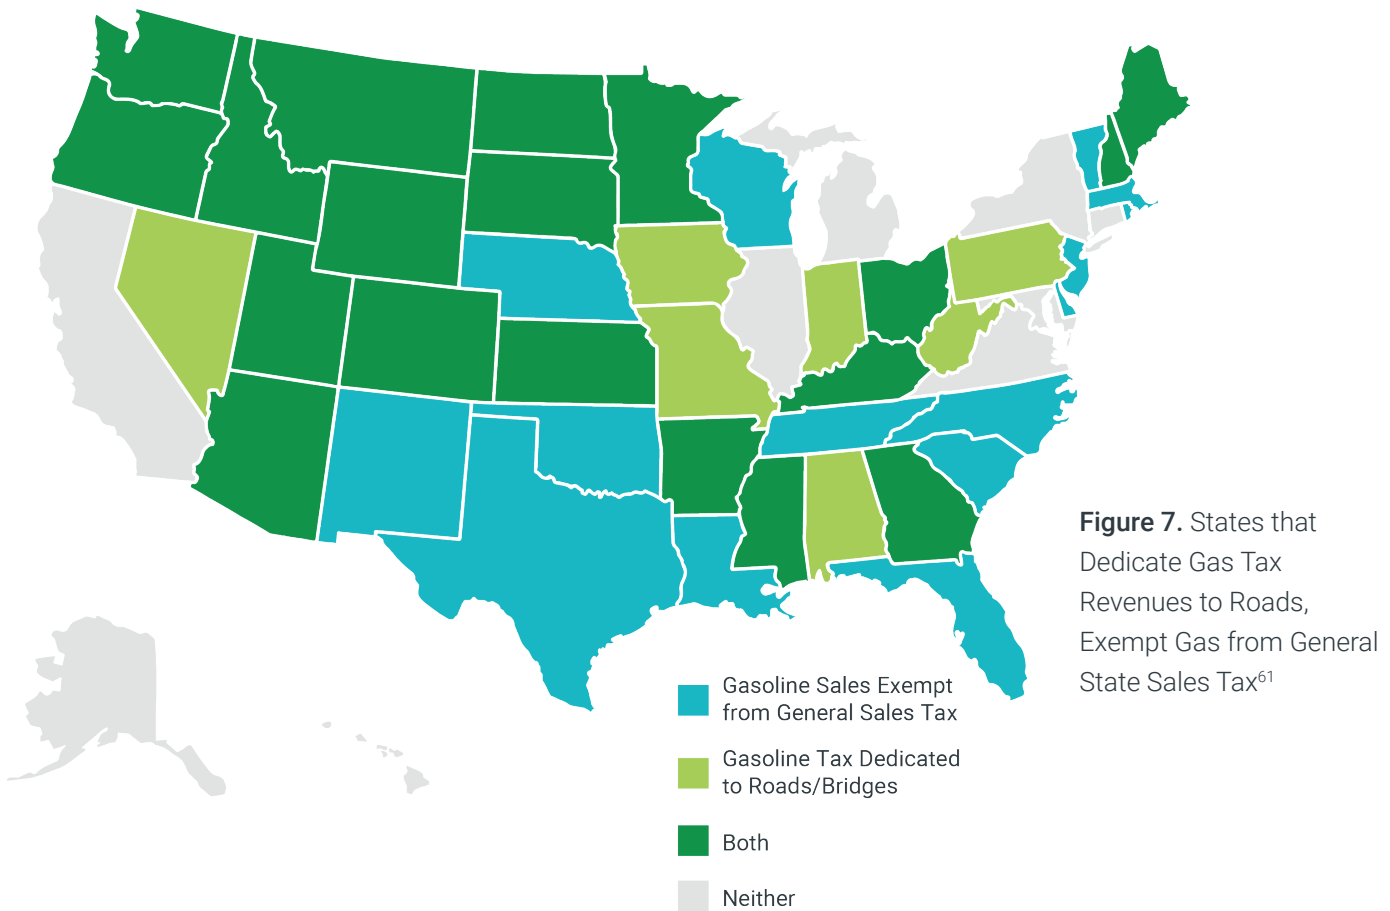 Figure 7. States that
Dedicate Gas Tax
Revenues to Roads,
Exempt Gas from General
State Sales Tax61
Gasoline Sales Exempt
from General Sales Tax
Gasoline Tax Dedicated
to Roads/Bridges
Both
Neither